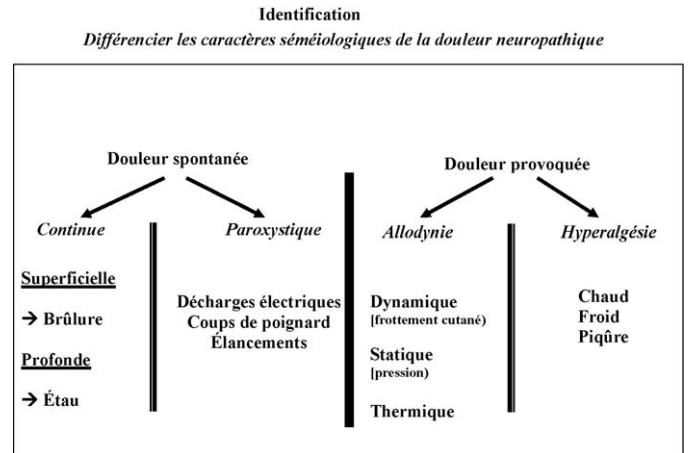 Identification
Différencier les caractères séméiologiques de la douleur neuropathique
Douleur spontanée
Douleur provoquée
Continue
Paroxystique
Allodynie
Hyperalgésie
Superficielle
→ Brûlure
Profonde
→ Étau
Décharges électriques
Coups de poignard
Élancements
Dynamique
[frottement cutané)
Statique
[pression)
Thermique
Chaud
Froid
Piqûre